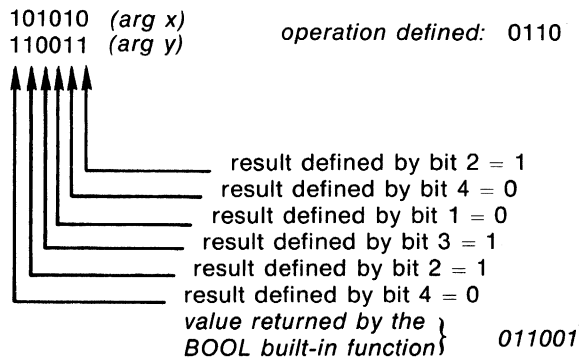 101010 (arg x) operation defined: 0110
110011 (arg y)
result defined by bit 2 = 1
result defined by bit 4 = 0
result defined by bit 1 = 0
result defined by bit 3 = 1
result defined by bit 2 = 1
result defined by bit 4 = 0
value returned by the
BOOL built-in function} 011001